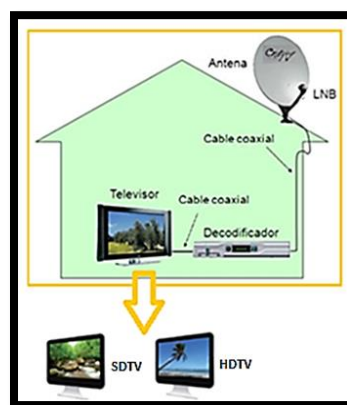 Antena
LNB
Cable coaxial
Televisor
Cable coaxial
Decodificador
SDTV
HDTV